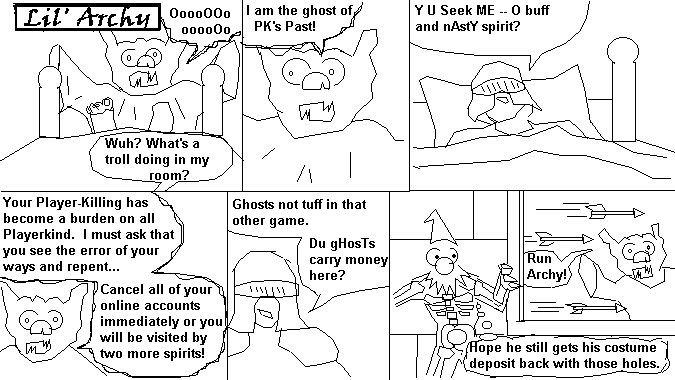 Lil' Archy
OoooOOo
ooooOo
Wuh? What's a
troll doing in my
room?
I am the ghost of
PK's Past!
Y U Seek ME -- O buff
and nAstY spirit?
Your Player-Killing has
become a burden on all
Playerkind. I must ask that
you see the error of your
ways and repent...
Cancel all of your
online accounts
immediately or you
will be visited by
two more spirits!
Ghosts not tuff in that
other game.
Du gHosTs
carry money
here?
Run
Archy!
Hope he still gets his costume
deposit back with those holes.